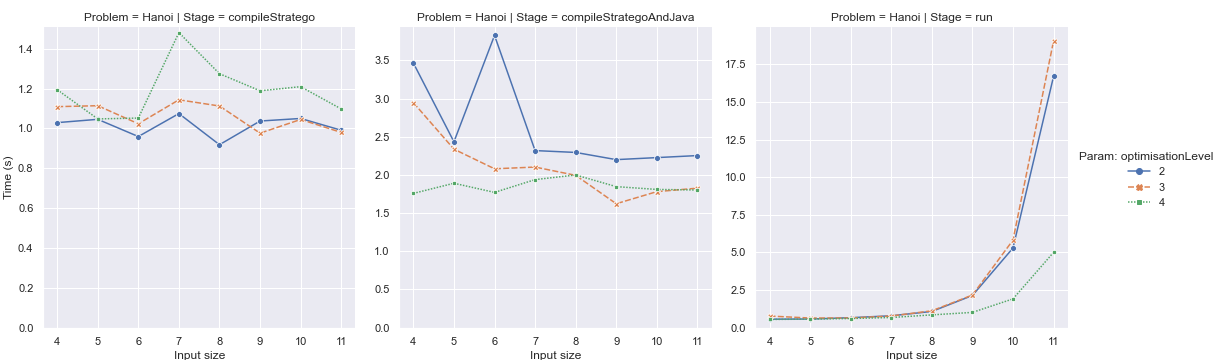 Problem = Hanoi | Stage = compileStratego
1.4
1.2
1.0
0.8
0.6
0.4
0.2
0.0
Time (s)
4 5 6 7 8 9 10 11
Input size
Problem = Hanoi | Stage = compileStrategoAndJava
3.5
3.0
2.5
2.0
1.5
1.0
0.5
0.0
4 5 6 7 8 9 10 11
Input size
Problem = Hanoi | Stage = run
17.5
15.0
12.5
10.0
7.5
5.0
2.5
0.0
4 5 6 7 8 9 10 11
Input size
Param: optimisationLevel
2
3
4